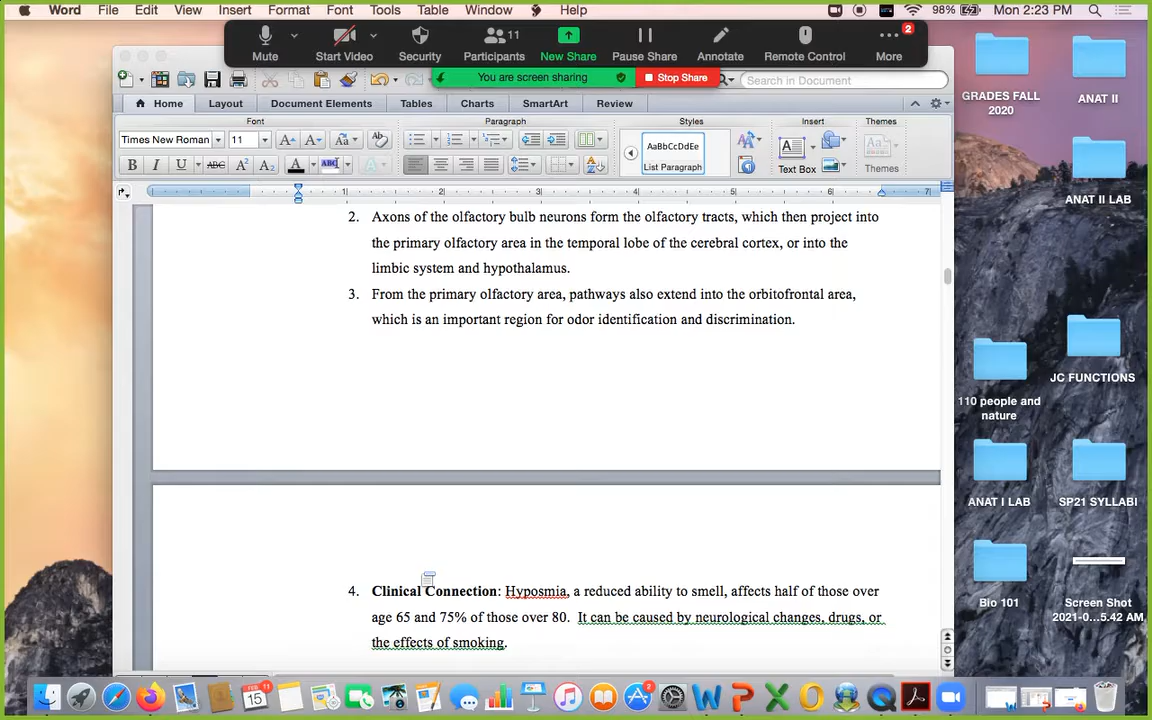 Word File Edit View Insert Format Font Tools Table Window Help 98% Mon 2:23 PM
Mute Start Video Security Participants 11 New Share Pause Share Annotate Remote Control More 2
You are screen sharing Stop Share
Search in Document
Home Layout Document Elements Tables Charts SmartArt Review
Font Paragraph Styles Insert Themes
Times New Roman 11 AaBbCcDdEe
List Paragraph Text Box Themes
2. Axons of the olfactory bulb neurons form the olfactory tracts, which then project into
the primary olfactory area in the temporal lobe of the cerebral cortex, or into the
limbic system and hypothalamus.
3. From the primary olfactory area, pathways also extend into the orbitofrontal area,
which is an important region for odor identification and discrimination.
4. Clinical Connection: Hyposmia, a reduced ability to smell, affects half of those over
age 65 and 75% of those over 80. It can be caused by neurological changes, drugs, or
the effects of smoking.
GRADES FALL
2020
ANAT II
ANAT II LAB
JC FUNCTIONS
110 people and
nature
ANAT I LAB
SP21 SYLLABI
Bio 101
Screen Shot
2021-0...5.42 AM
FEB
15